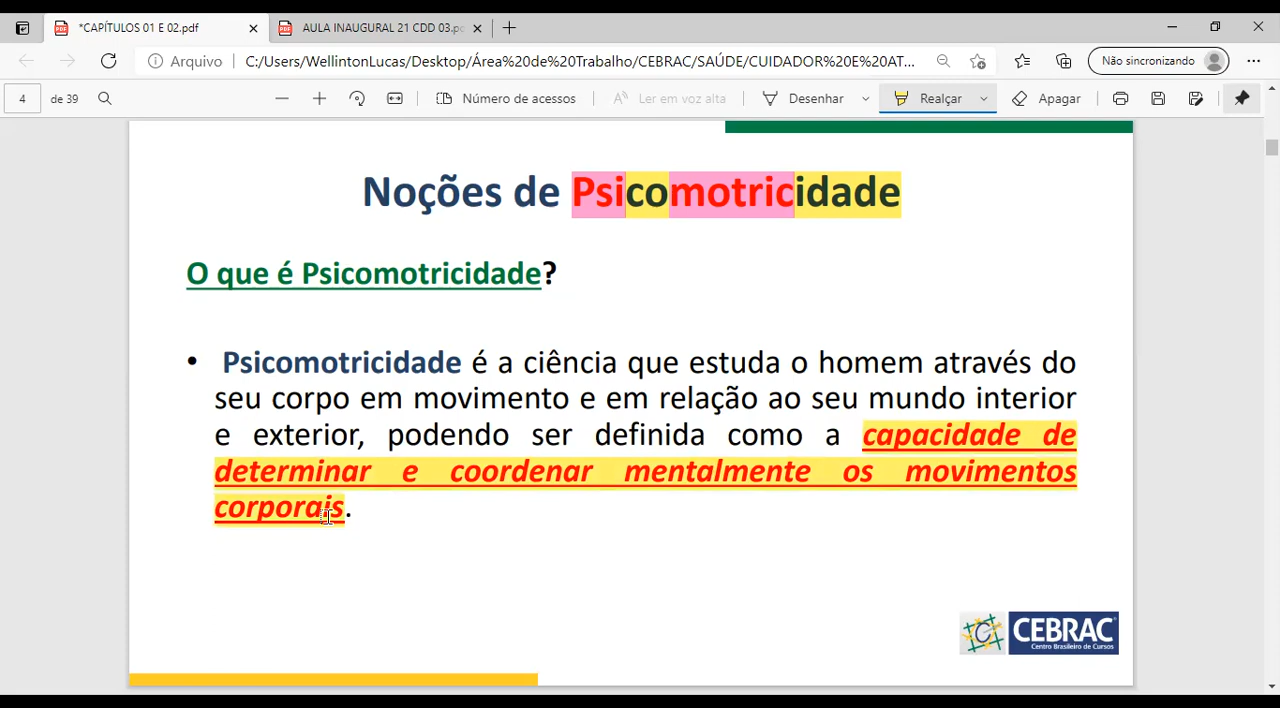 *CAPÍTULOS 01 E 02.pdf
AULA INAUGURAL 21 CDD 03.p
Arquivo
C:/Users/WellintonLucas/Desktop/Área%20de%20Trabalho/CEBRAC/SAÚDE/CUIDADOR%20E%20AT...
Não sincronizando
4 de 39
Número de acessos
Ler em voz alta
Desenhar
Realçar
Apagar
Noções de Psicomotricidade
O que é Psicomotricidade?
• Psicomotricidade é a ciência que estuda o homem através do
seu corpo em movimento e em relação ao seu mundo interior
e exterior, podendo ser definida como a capacidade de
determinar e coordenar mentalmente os movimentos
corporais.
CEBRAC
Centro Brasileiro de Cursos